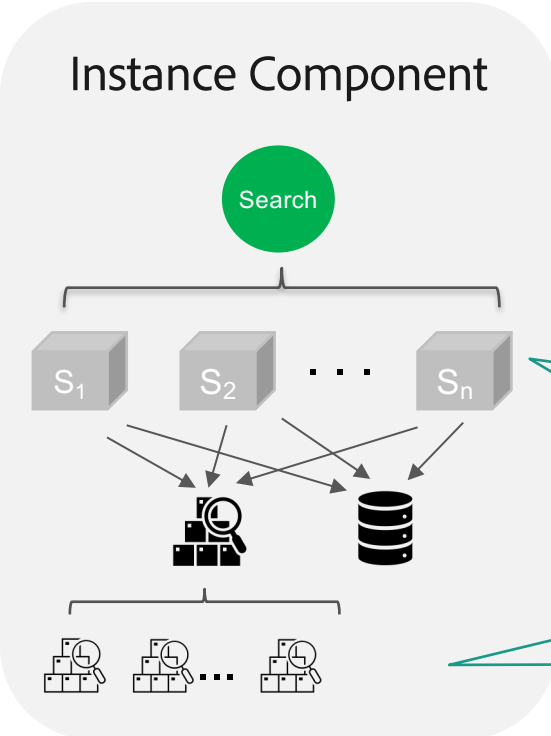 Instance Component
Search
S₁ S₂ . . . Sₙ
...